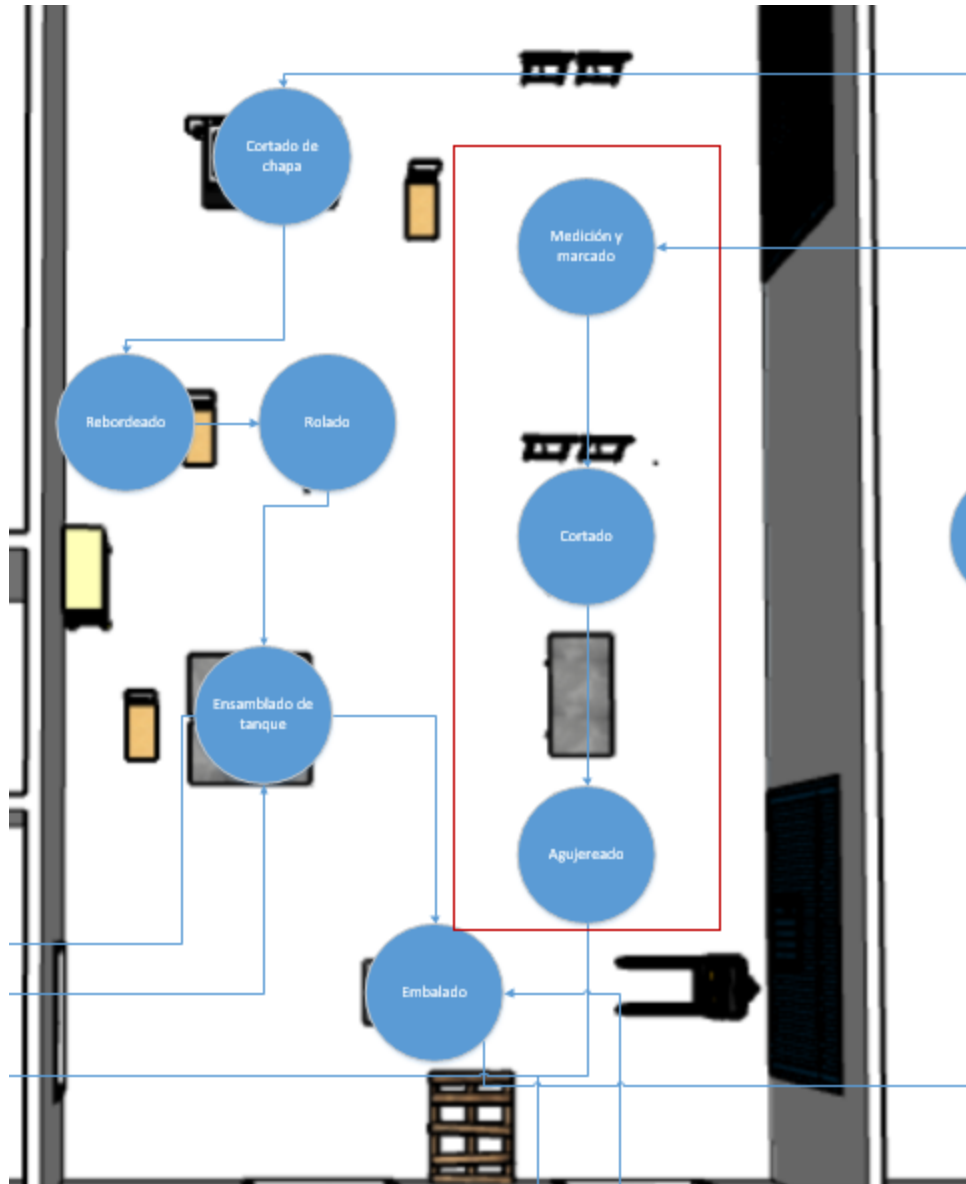 Cortado de
chapa
Medición y
marcado
Rebordeado
Rolado
Cortado
Ensamblado de
tanque
Agujereado
Embalado